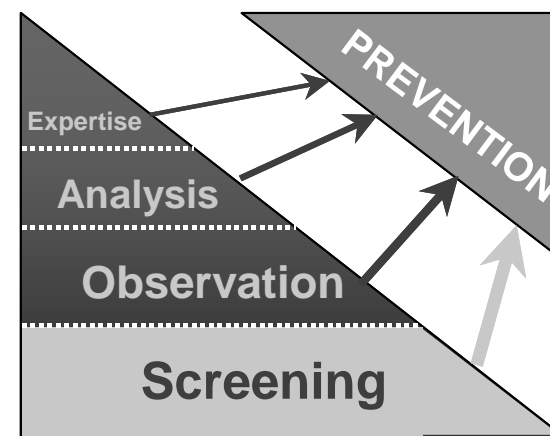 PREVENTION
Expertise
Analysis
Observation
Screening